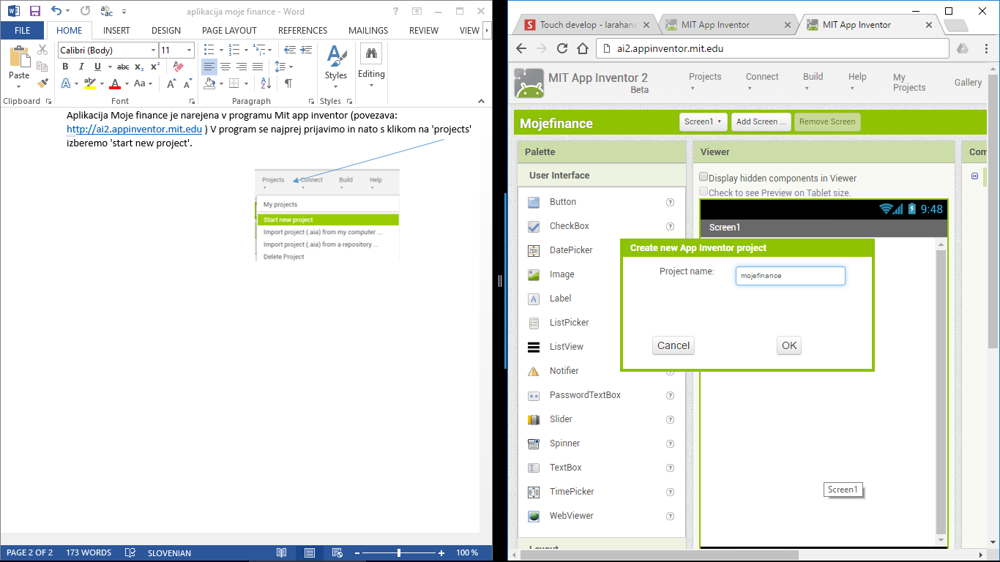 aplikacija moje finance - Word
FILE
HOME
INSERT
DESIGN
PAGE LAYOUT
REFERENCES
MAILINGS
REVIEW
VIEW
Paste
Calibri (Body)
11
B I U abc x₂ x²
A ab A Aa A A
Styles
Editing
Clipboard
Font
Paragraph
Styles
Aplikacija Moje finance je narejena v programu Mit app inventor (povezava:
http://ai2.appinventor.mit.edu ) V program se najprej prijavimo in nato s klikom na 'projects'
izberemo 'start new project'.
Projects
Connect
Build
Help
My projects
Start new project
Import project (.aia) from my computer ...
Import project (.aia) from a repository ...
Delete Project
PAGE 2 OF 2
173 WORDS
SLOVENIAN
100 %
Touch develop - larahana
MIT App Inventor
MIT App Inventor
ai2.appinventor.mit.edu
MIT App Inventor 2
Beta
Projects
Connect
Build
Help
My
Projects
Gallery
Mojefinance
Screen1
Add Screen ...
Remove Screen
Palette
Viewer
Com
User Interface
Button
CheckBox
DatePicker
Image
Label
ListPicker
ListView
Notifier
PasswordTextBox
Slider
Spinner
TextBox
TimePicker
WebViewer
Layout
Display hidden components in Viewer
Check to see Preview on Tablet size.
9:48
Screen1
Create new App Inventor project
Project name:
mojefinance
Cancel
OK
Screen1